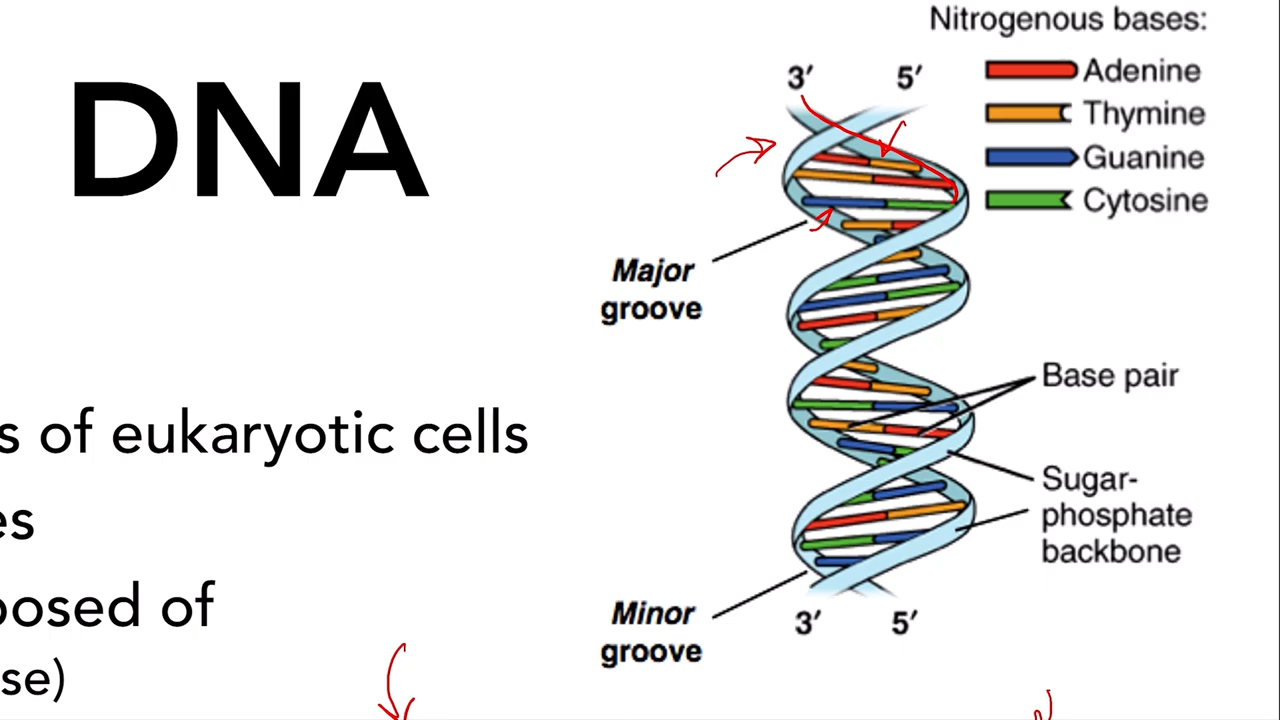 DNA
s of eukaryotic cells
es
posed of
se)
Nitrogenous bases:
Adenine
Thymine
Guanine
Cytosine
3′ 5′
Major
groove
Base pair
Sugar-
phosphate
backbone
Minor
groove
3′ 5′